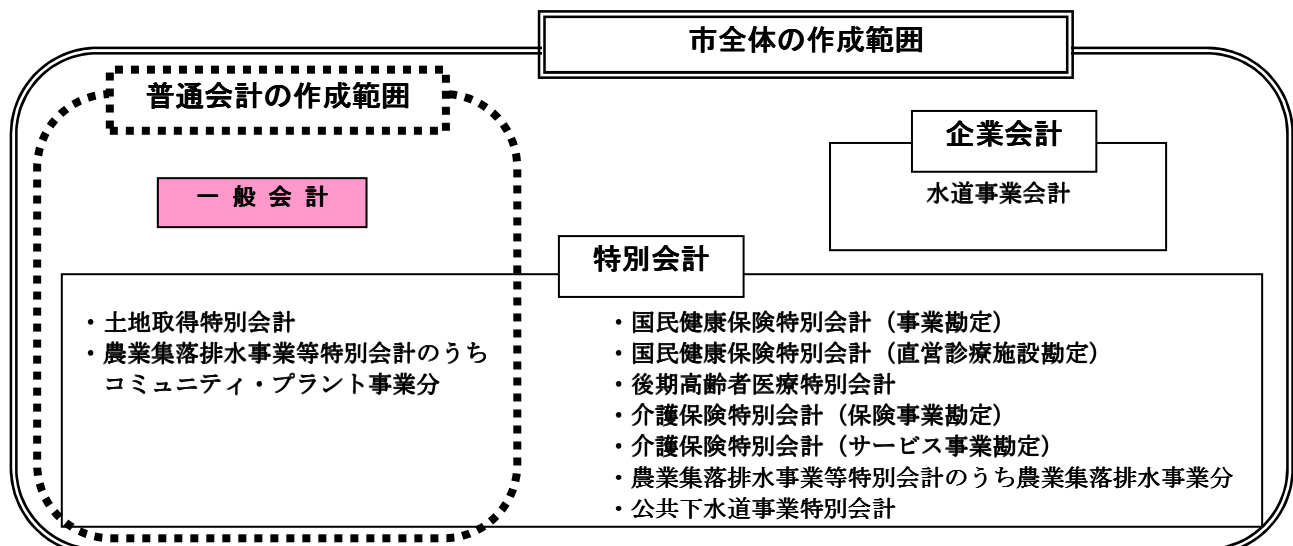 市全体の作成範囲
普通会計の作成範囲
企業会計
一 般 会 計
水道事業会計
特別会計
・土地取得特別会計
・農業集落排水事業等特別会計のうち
コミュニティ・プラント事業分
・国民健康保険特別会計（事業勘定）
・国民健康保険特別会計（直営診療施設勘定）
・後期高齢者医療特別会計
・介護保険特別会計（保険事業勘定）
・介護保険特別会計（サービス事業勘定）
・農業集落排水事業等特別会計のうち農業集落排水事業分
・公共下水道事業特別会計